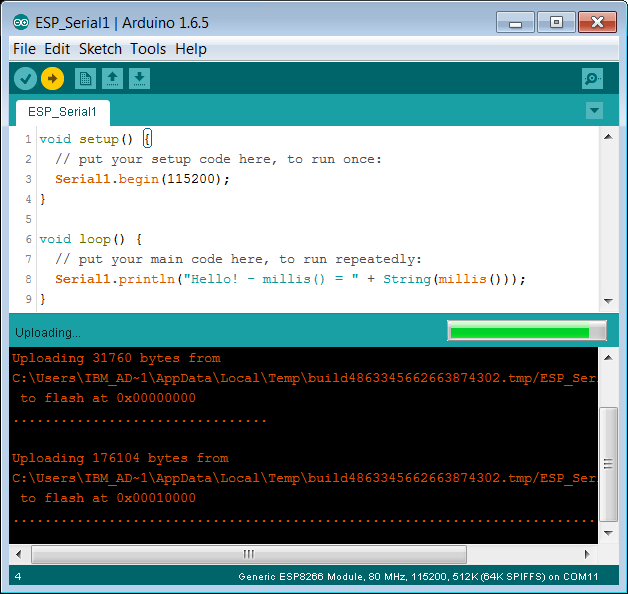 ESP_Serial1 | Arduino 1.6.5
File Edit Sketch Tools Help
ESP_Serial1
1 void setup() {
2 // put your setup code here, to run once:
3 Serial1.begin(115200);
4 }
5
6 void loop() {
7 // put your main code here, to run repeatedly:
8 Serial1.println("Hello! - millis() = " + String(millis()));
9 }
Uploading...
Uploading 31760 bytes from
C:\Users\IBM_AD~1\AppData\Local\Temp\build4863345662663874302.tmp/ESP_Ser
to flash at 0x00000000
................................
Uploading 176104 bytes from
C:\Users\IBM_AD~1\AppData\Local\Temp\build4863345662663874302.tmp/ESP_Ser
to flash at 0x00010000
.........................................................................
4
Generic ESP8266 Module, 80 MHz, 115200, 512K (64K SPIFFS) on COM11